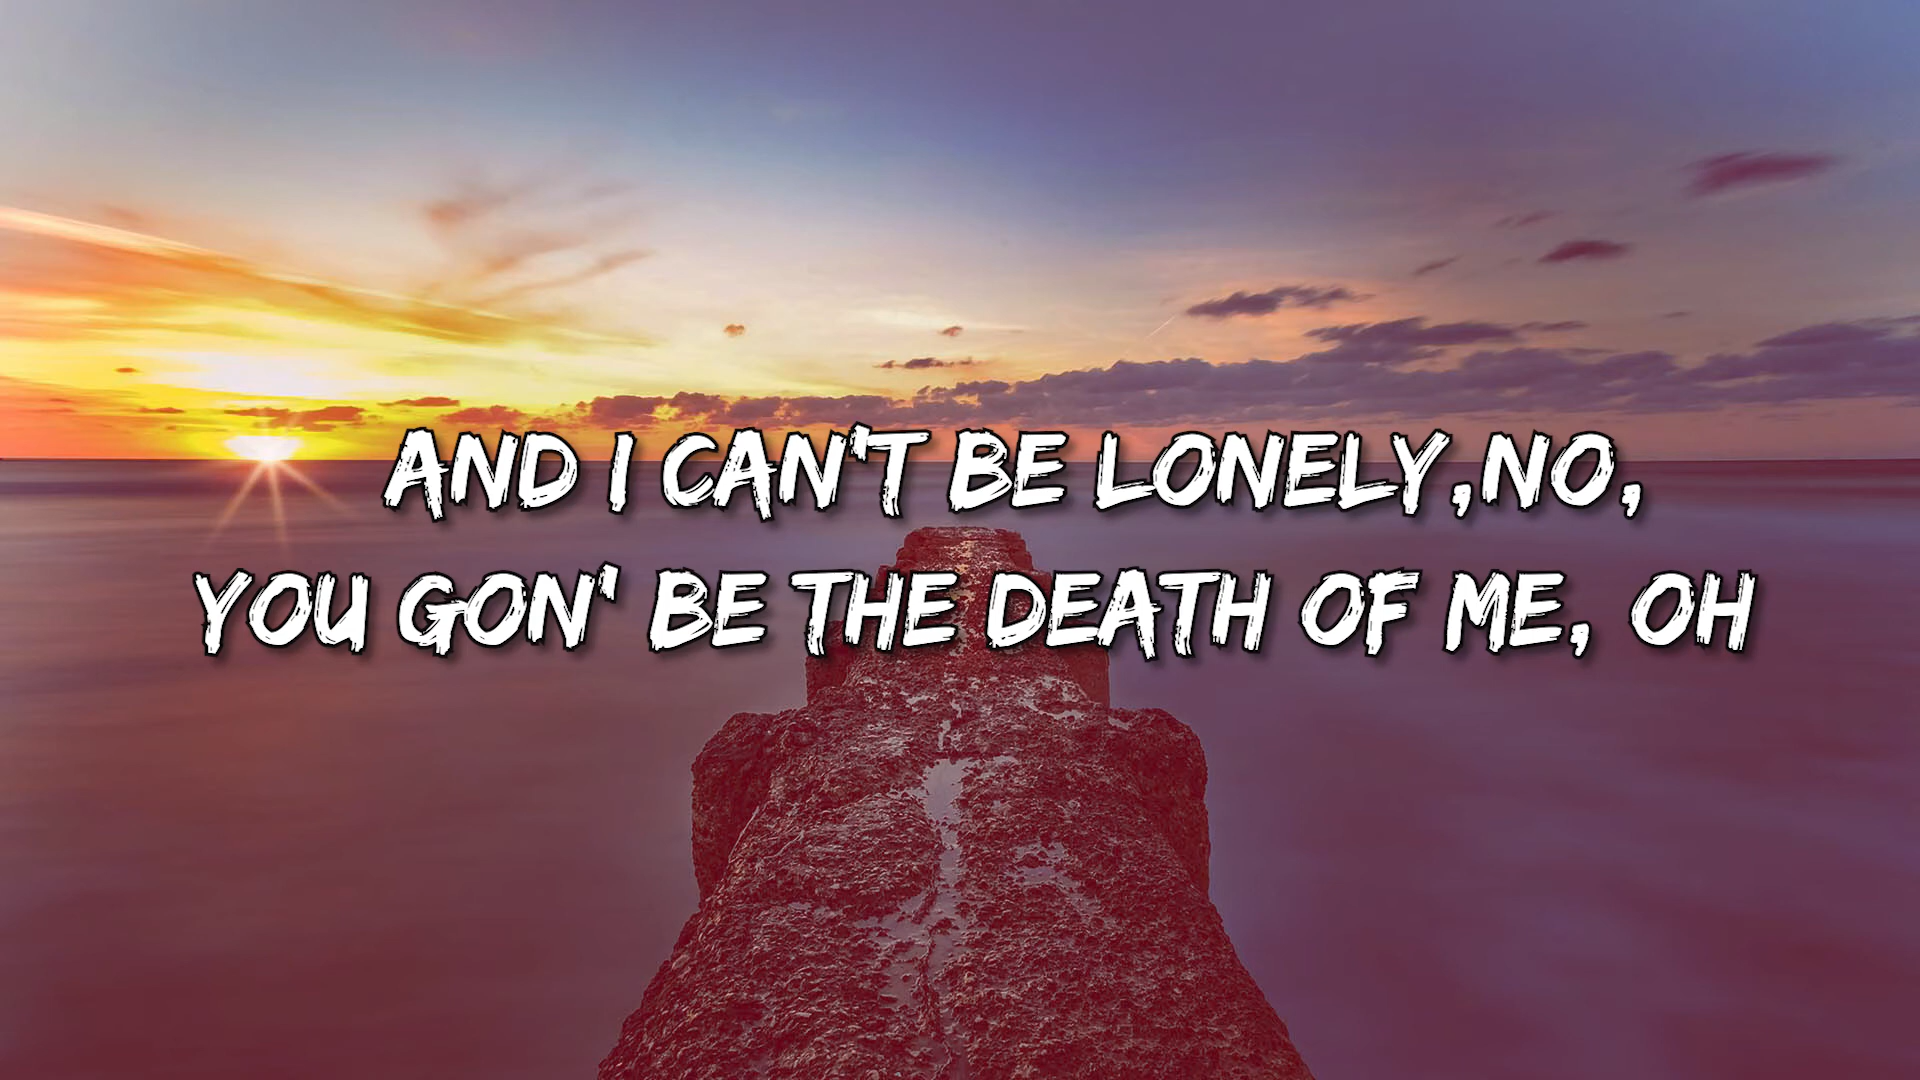 AND I CAN'T BE LONELY,NO,
YOU GON' BE THE DEATH OF ME, OH